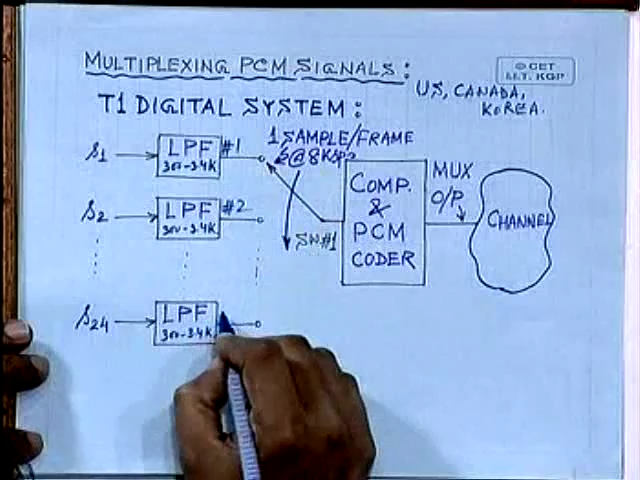 MULTIPLEXING PCM SIGNALS:
© CET
I.I.T. KGP
US, CANADA,
KOREA.
T1 DIGITAL SYSTEM:
S1
LPF
300-3.4K
#1
1 SAMPLE/FRAME
@8KSPS
S2
LPF
300-3.4K
#2
SW#1
COMP.
&
PCM
CODER
MUX
O/P
CHANNEL
S24
LPF
300-3.4K